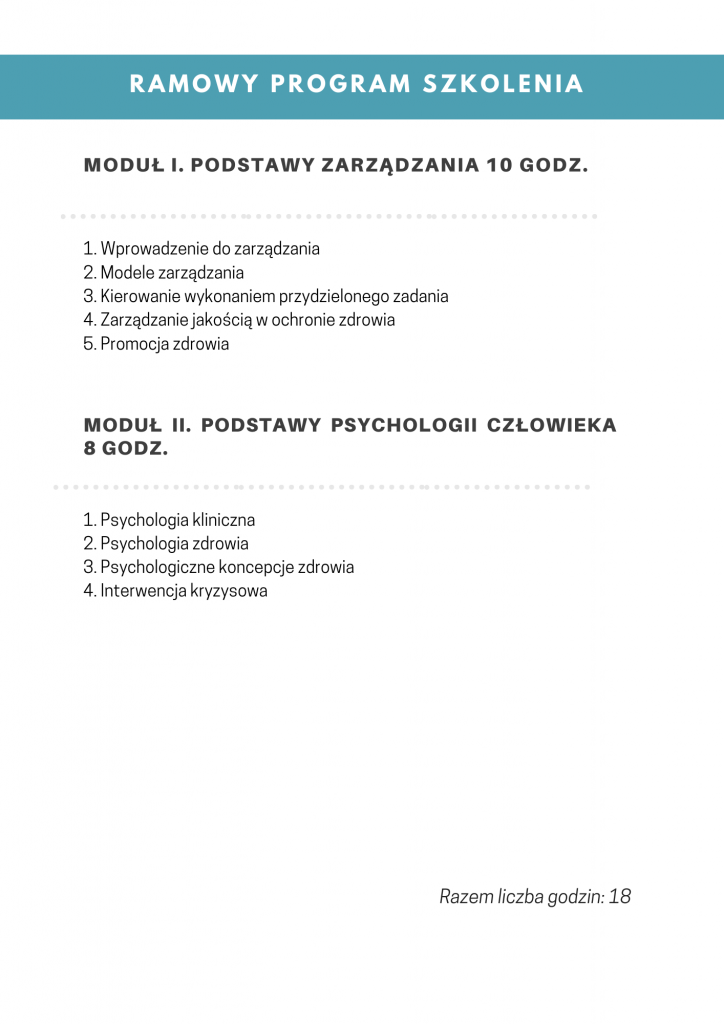 RAMOWY PROGRAM SZKOLENIA
MODUŁ I. PODSTAWY ZARZĄDZANIA 10 GODZ.
1. Wprowadzenie do zarządzania
2. Modele zarządzania
3. Kierowanie wykonaniem przydzielonego zadania
4. Zarządzanie jakością w ochronie zdrowia
5. Promocja zdrowia
MODUŁ II. PODSTAWY PSYCHOLOGII CZŁOWIEKA
8 GODZ.
1. Psychologia kliniczna
2. Psychologia zdrowia
3. Psychologiczne koncepcje zdrowia
4. Interwencja kryzysowa
Razem liczba godzin: 18